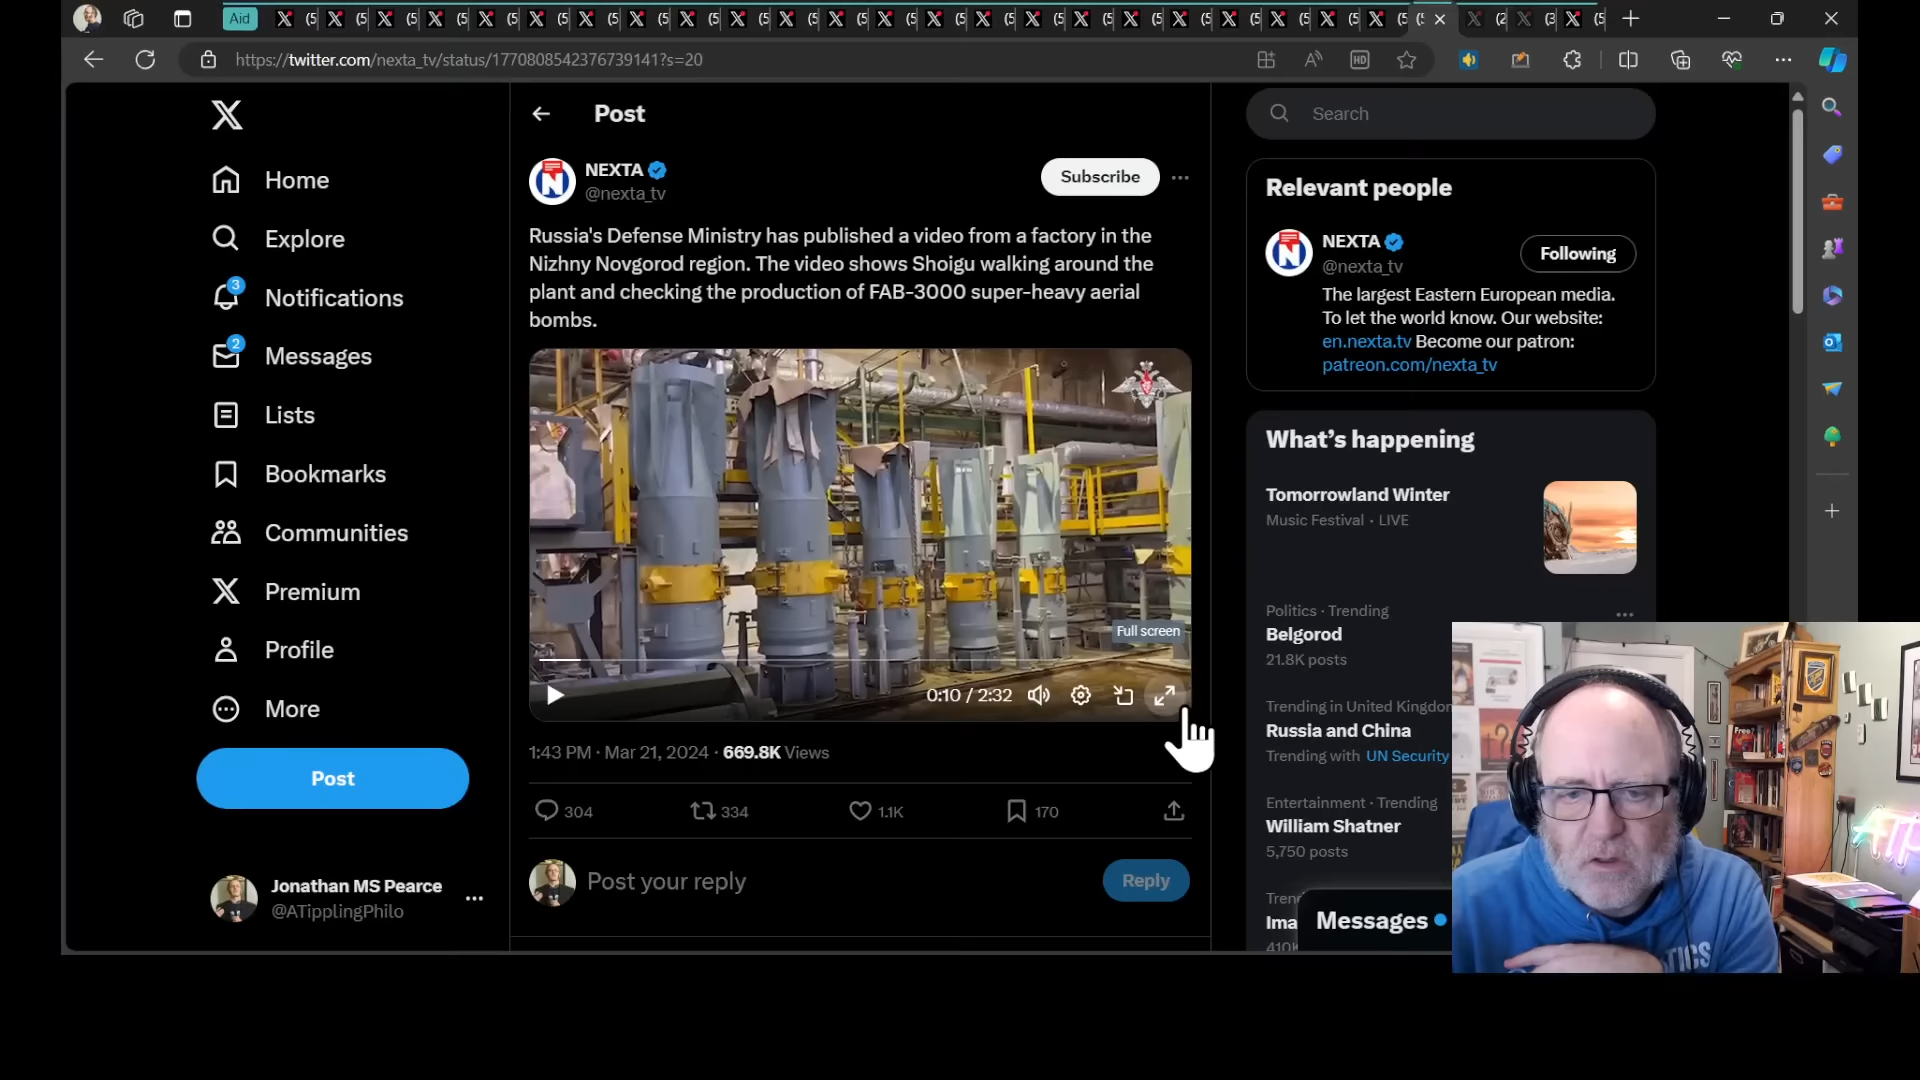 Aid
https://twitter.com/nexta_tv/status/1770808542376739141?s=20
Home
Explore
3
Notifications
2
Messages
Lists
Bookmarks
Communities
Premium
Profile
More
Post
Jonathan MS Pearce
@ATipplingPhilo
Post
NEXTA
@nexta_tv
Subscribe
Russia's Defense Ministry has published a video from a factory in the
Nizhny Novgorod region. The video shows Shoigu walking around the
plant and checking the production of FAB-3000 super-heavy aerial
bombs.
Full screen
0:10 / 2:32
1:43 PM · Mar 21, 2024 · 669.8K Views
304
334
1.1K
170
Post your reply
Reply
Search
Relevant people
NEXTA
@nexta_tv
Following
The largest Eastern European media.
To let the world know. Our website:
en.nexta.tv Become our patron:
patreon.com/nexta_tv
What's happening
Tomorrowland Winter
Music Festival · LIVE
Politics · Trending
Belgorod
21.8K posts
Trending in United Kingdom
Russia and China
Trending with UN Security
Entertainment · Trending
William Shatner
5,750 posts
Messages